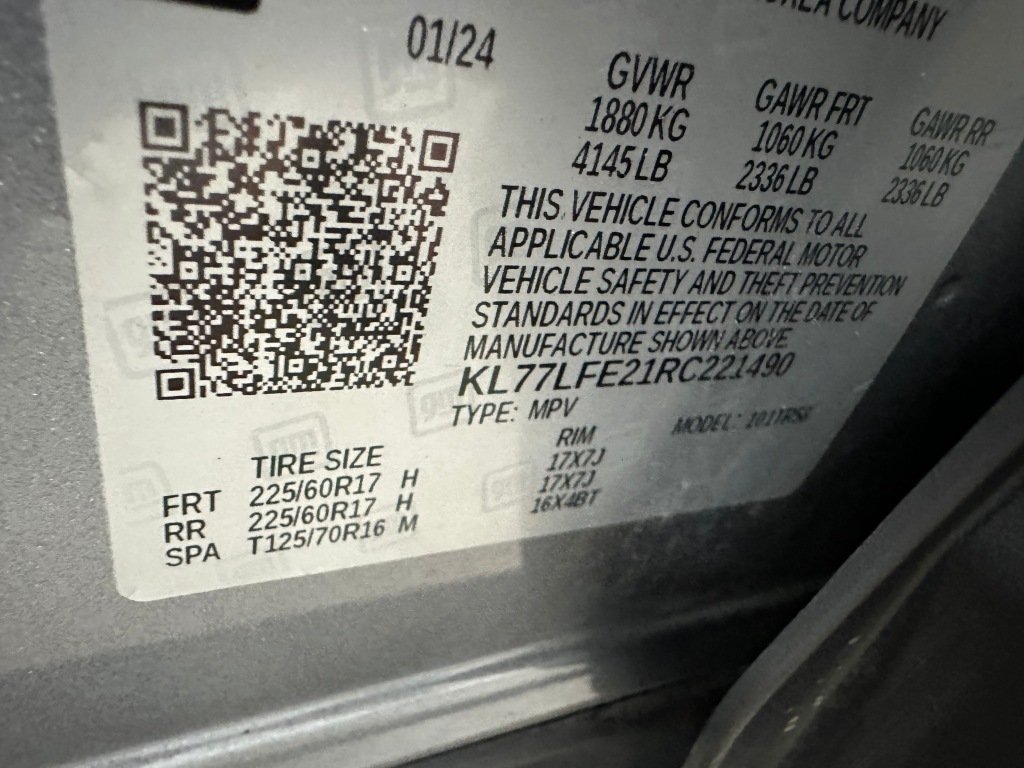 COMPANY
01/24
GVWR GAWR FRT GAWR RR
1880 KG 1060 KG 1060 KG
4145 LB 2336 LB 2336 LB
THIS VEHICLE CONFORMS TO ALL
APPLICABLE U.S. FEDERAL MOTOR
VEHICLE SAFETY AND THEFT PREVENTION
STANDARDS IN EFFECT ON THE DATE OF
MANUFACTURE SHOWN ABOVE
KL77LFE21RC221490
TYPE: MPV MODEL:
TIRE SIZE RIM
FRT 225/60R17 H 17X7J
RR 225/60R17 H 17X7J
SPA T125/70R16 M 16X4BT